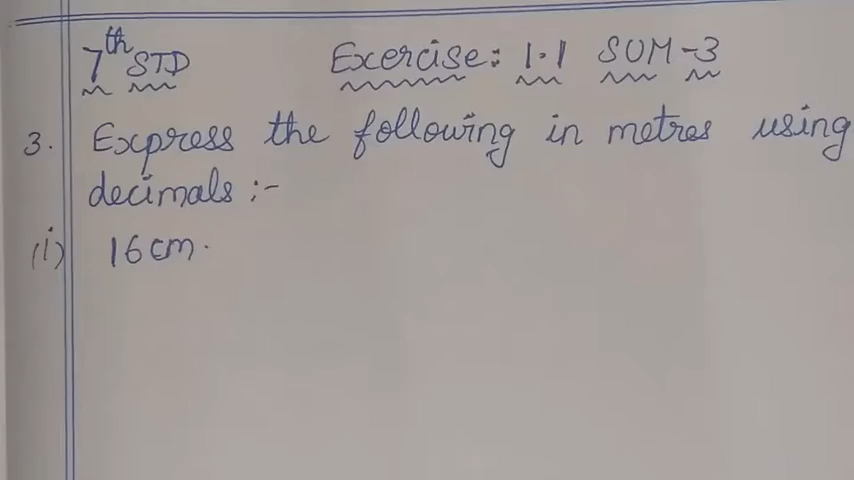 7th STD Exercise: 1.1 SUM-3
3. Express the following in metres using
decimals :-
(i) 16 cm.